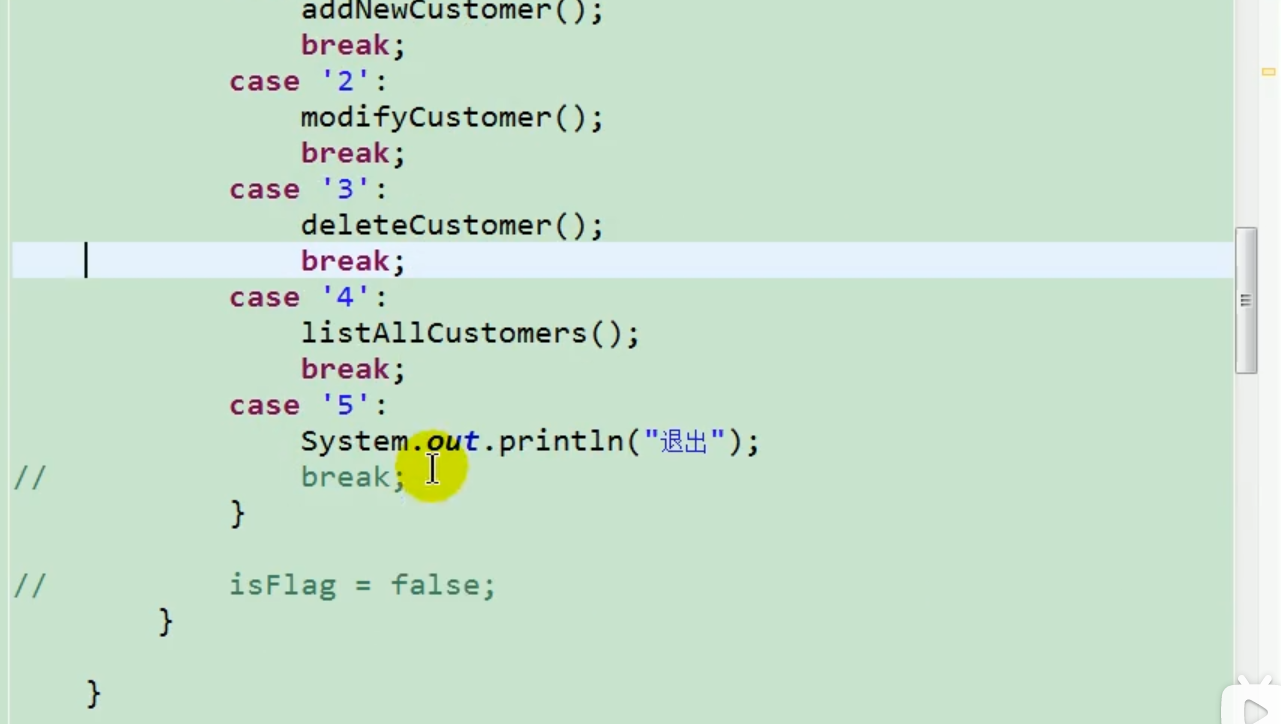 addNewCustomer();
break;
case '2':
modifyCustomer();
break;
case '3':
deleteCustomer();
break;
case '4':
listAllCustomers();
break;
case '5':
System.out.println("退出");
// break;
}
// isFlag = false;
}
}